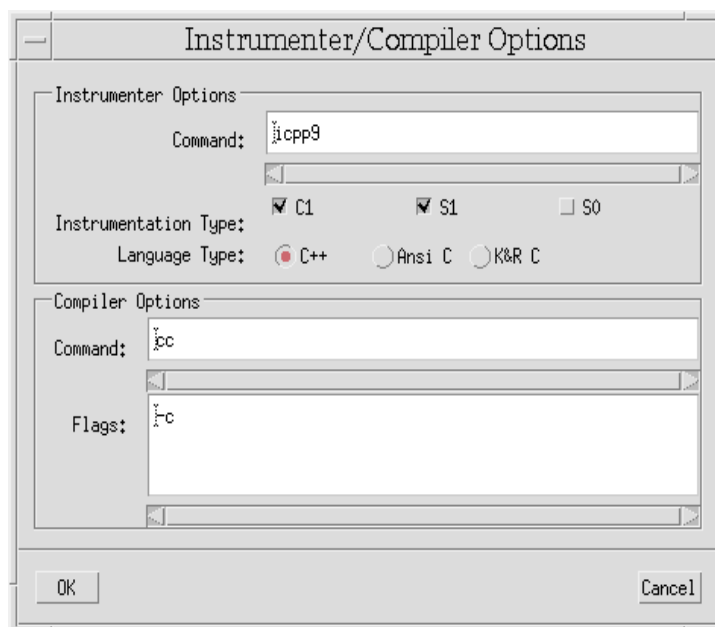 Instrumenter/Compiler Options
Instrumenter Options
Command: icpp9
C1 S1 S0
Instrumentation Type:
Language Type: C++ Ansi C K&R C
Compiler Options
Command: cc
Flags: -c
OK Cancel